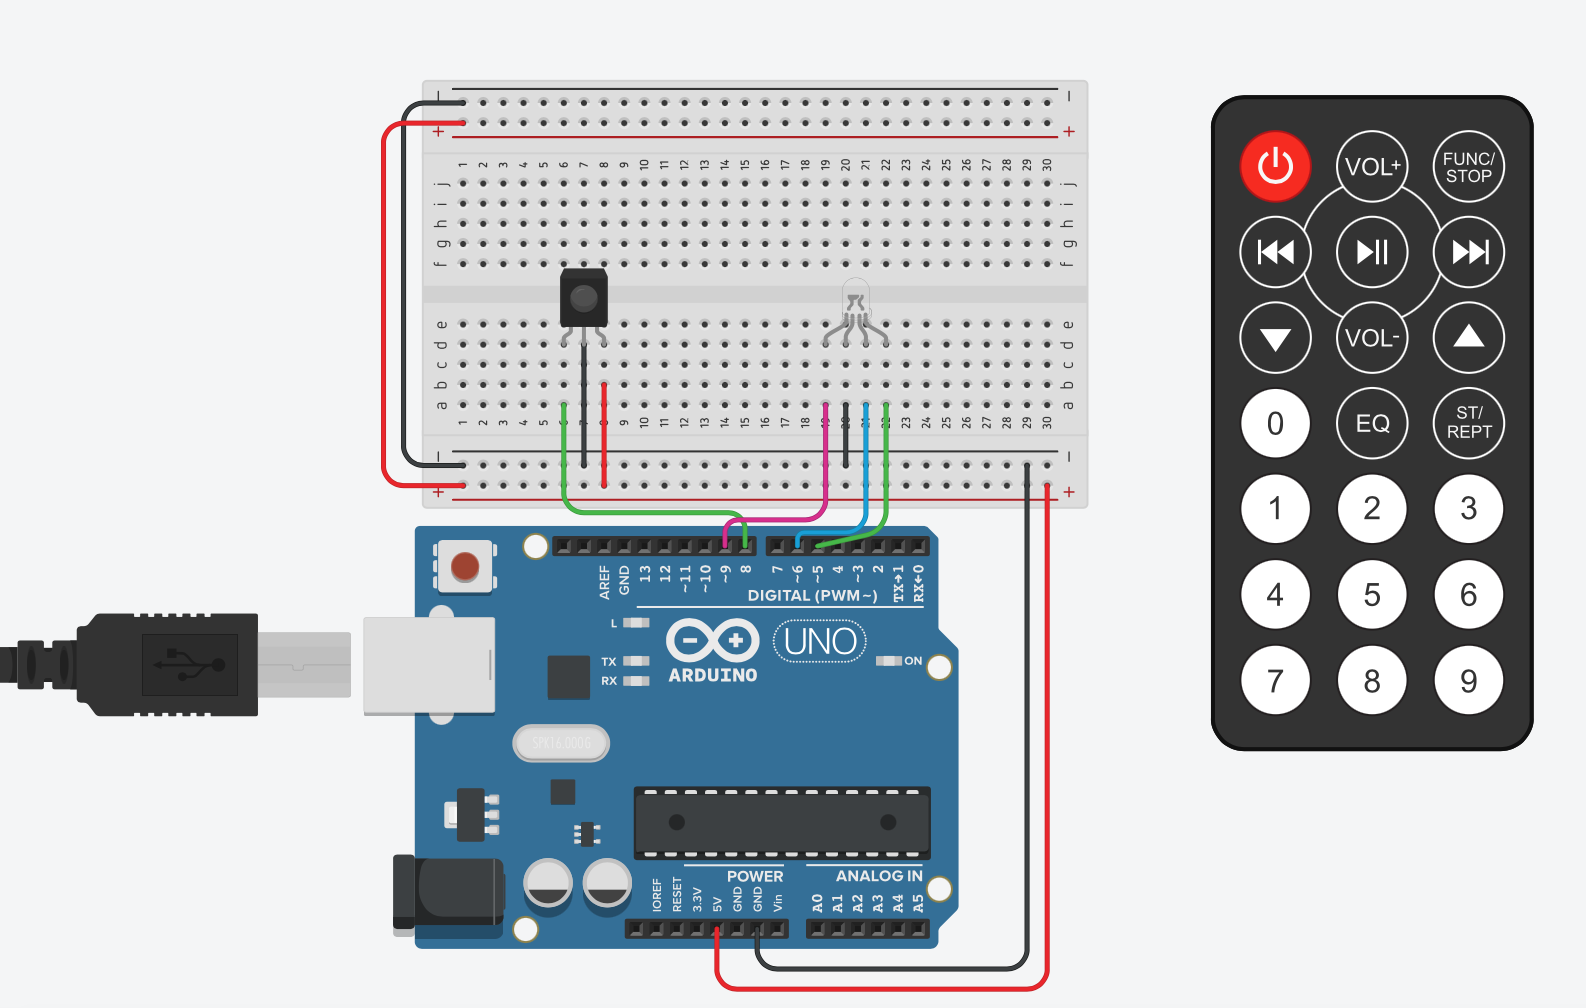 − −
+ +
1 2 3 4 5 6 7 8 9 10 11 12 13 14 15 16 17 18 19 20 21 22 23 24 25 26 27 28 29 30
j j
i i
h h
g g
f f
e e
d d
c c
b b
a a
1 2 3 4 5 6 7 8 9 10 11 12 13 14 15 16 17 18 19 20 21 22 23 24 25 26 27 28 29 30
− −
+ +
AREF GND 13 12 ~11 ~10 ~9 8 7 ~6 ~5 4 ~3 2 TX→1 RX←0
DIGITAL (PWM~)
L
TX
RX
UNO
ON
ARDUINO
SPK16.000G
POWER
ANALOG IN
IOREF RESET 3.3V 5V GND GND Vin A0 A1 A2 A3 A4 A5
VOL+
FUNC/
STOP
VOL-
0
EQ
ST/
REPT
1 2 3
4 5 6
7 8 9